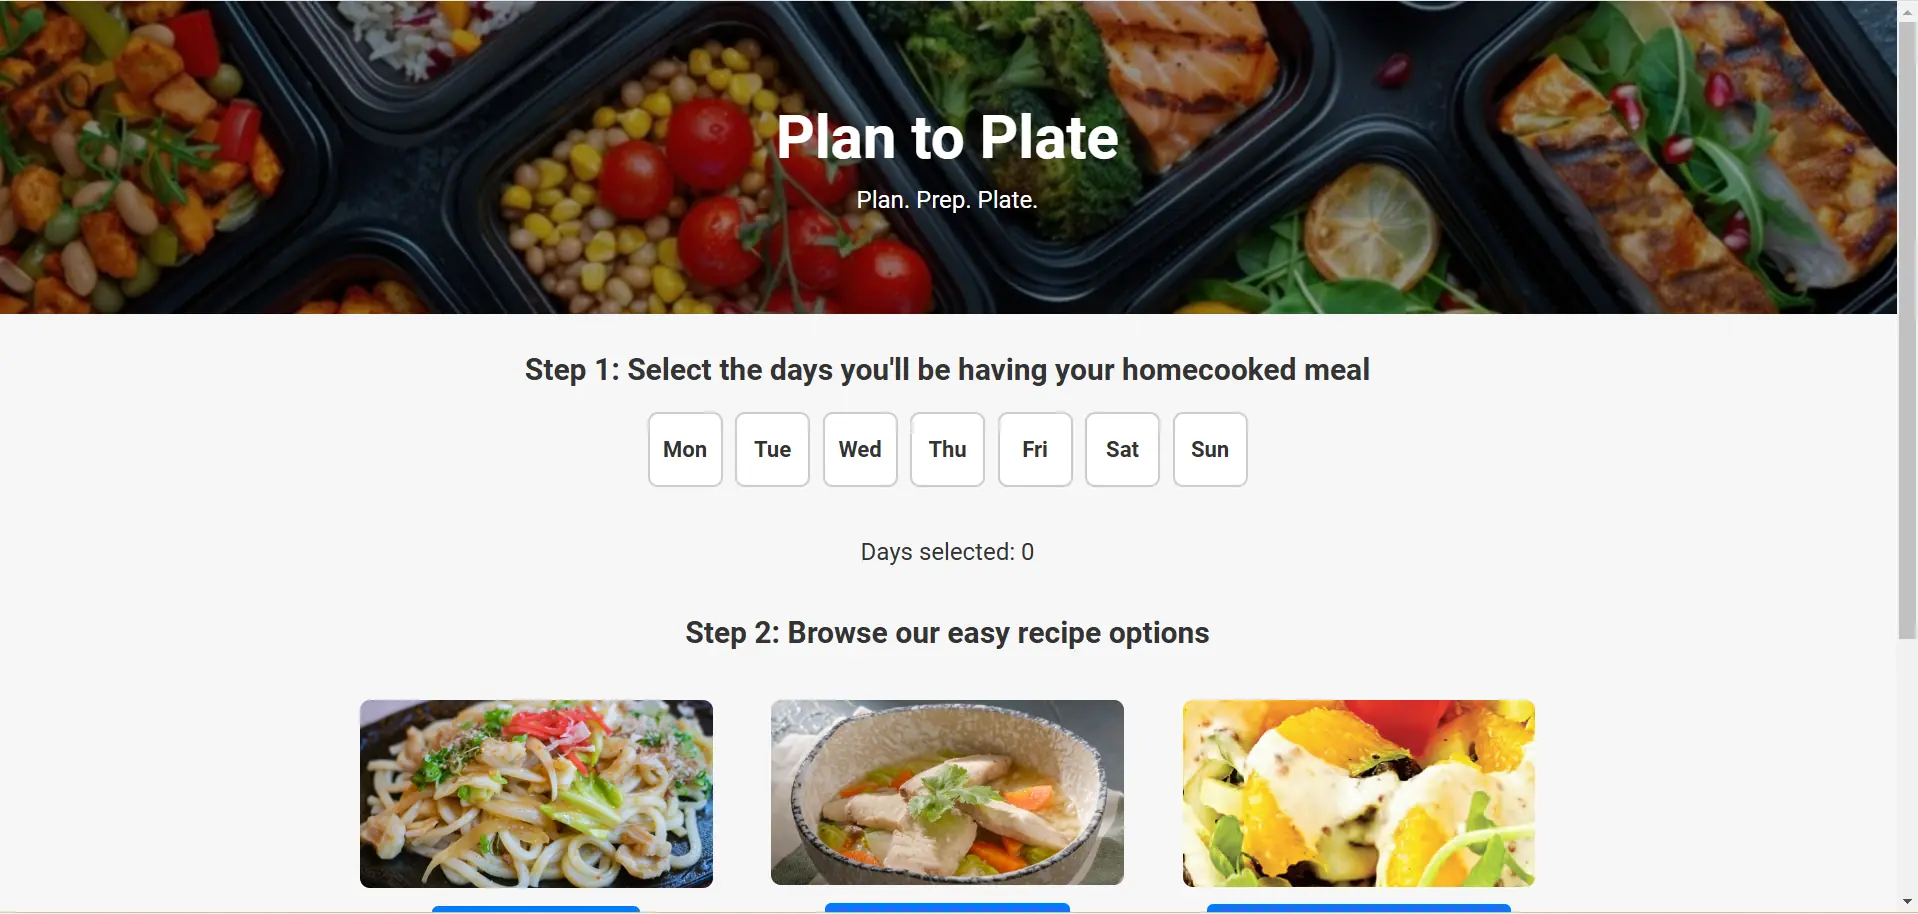 Plan to Plate
Plan. Prep. Plate.
Step 1: Select the days you'll be having your homecooked meal
Mon Tue Wed Thu Fri Sat Sun
Days selected: 0
Step 2: Browse our easy recipe options